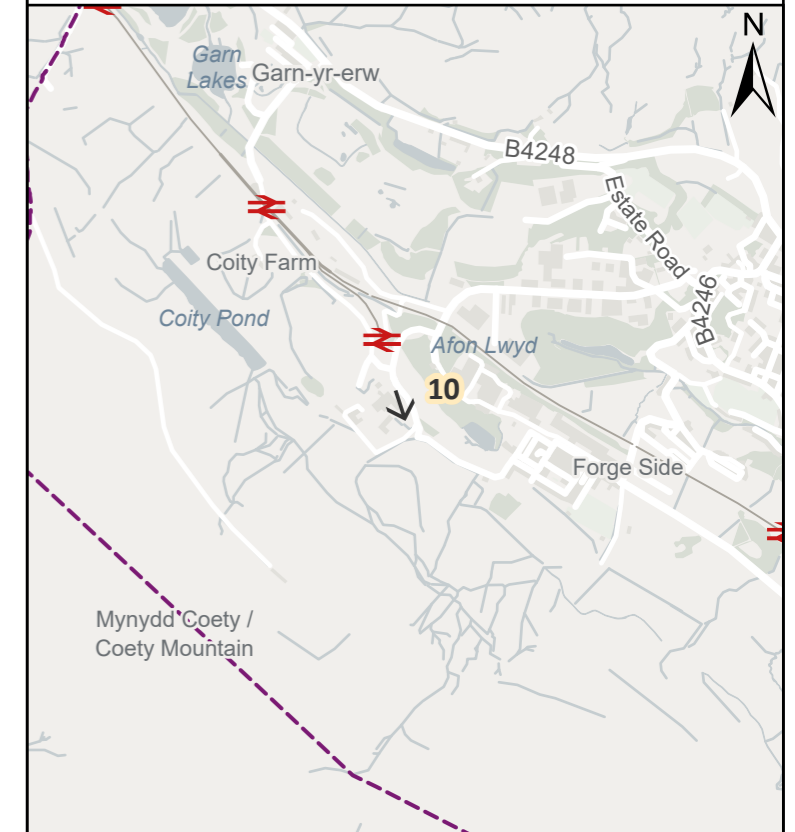 N
Garn
Lakes
Garn-yr-erw
B4248
Estate Road
Coity Farm
B4246
Coity Pond
Afon Lwyd
10
Forge Side
Mynydd Coety /
Coety Mountain